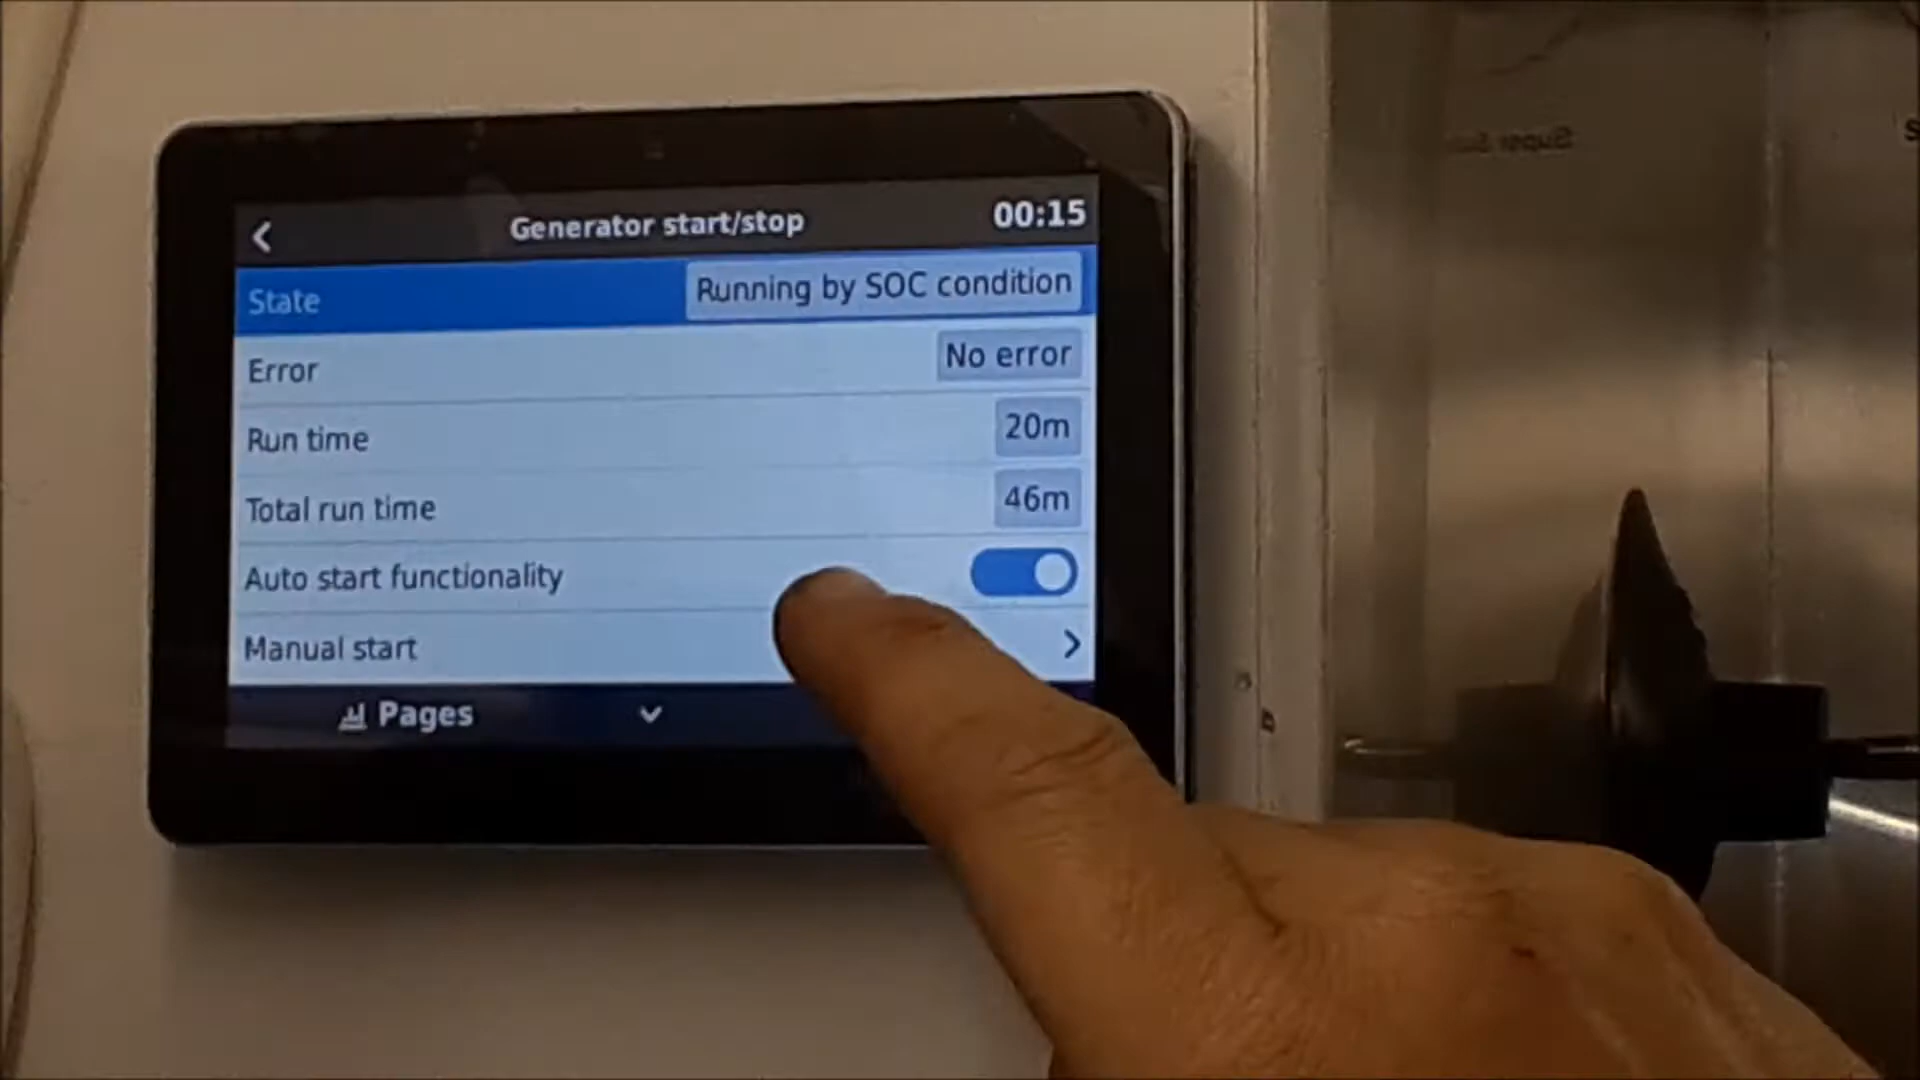 Generator start/stop 00:15
State Running by SOC condition
Error No error
Run time 20m
Total run time 46m
Auto start functionality
Manual start
Pages